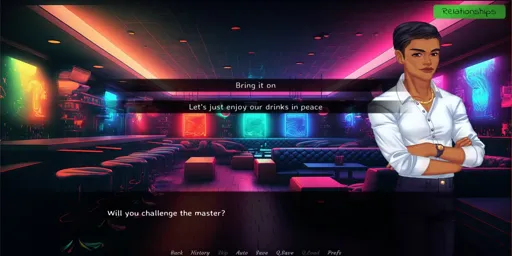 Relationships
Bring it on
Let's just enjoy our drinks in peace
Will you challenge the master?
Back History Skip Auto Save Q.Save Q.Load Prefs